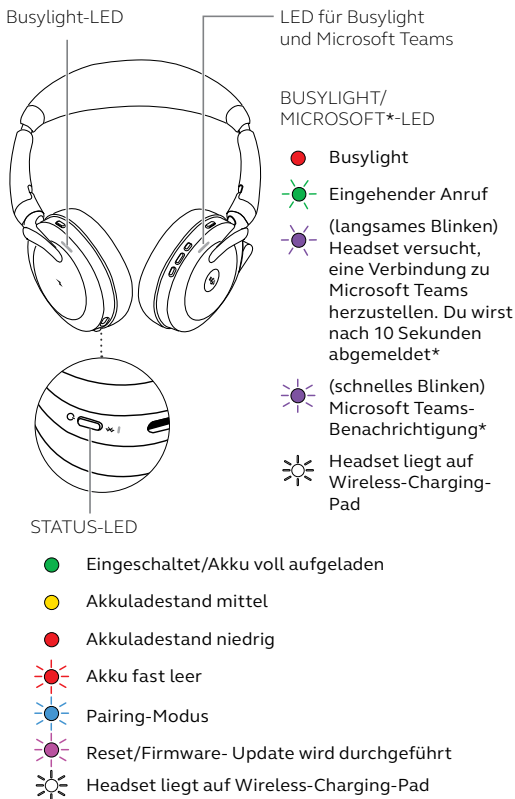 Busylight-LED
LED für Busylight
und Microsoft Teams
BUSYLIGHT/
MICROSOFT*-LED
Busylight
Eingehender Anruf
(langsames Blinken)
Headset versucht,
eine Verbindung zu
Microsoft Teams
herzustellen. Du wirst
nach 10 Sekunden
abgemeldet*
(schnelles Blinken)
Microsoft Teams-
Benachrichtigung*
Headset liegt auf
Wireless-Charging-
Pad
STATUS-LED
Eingeschaltet/Akku voll aufgeladen
Akkuladestand mittel
Akkuladestand niedrig
Akku fast leer
Pairing-Modus
Reset/Firmware- Update wird durchgeführt
Headset liegt auf Wireless-Charging-Pad